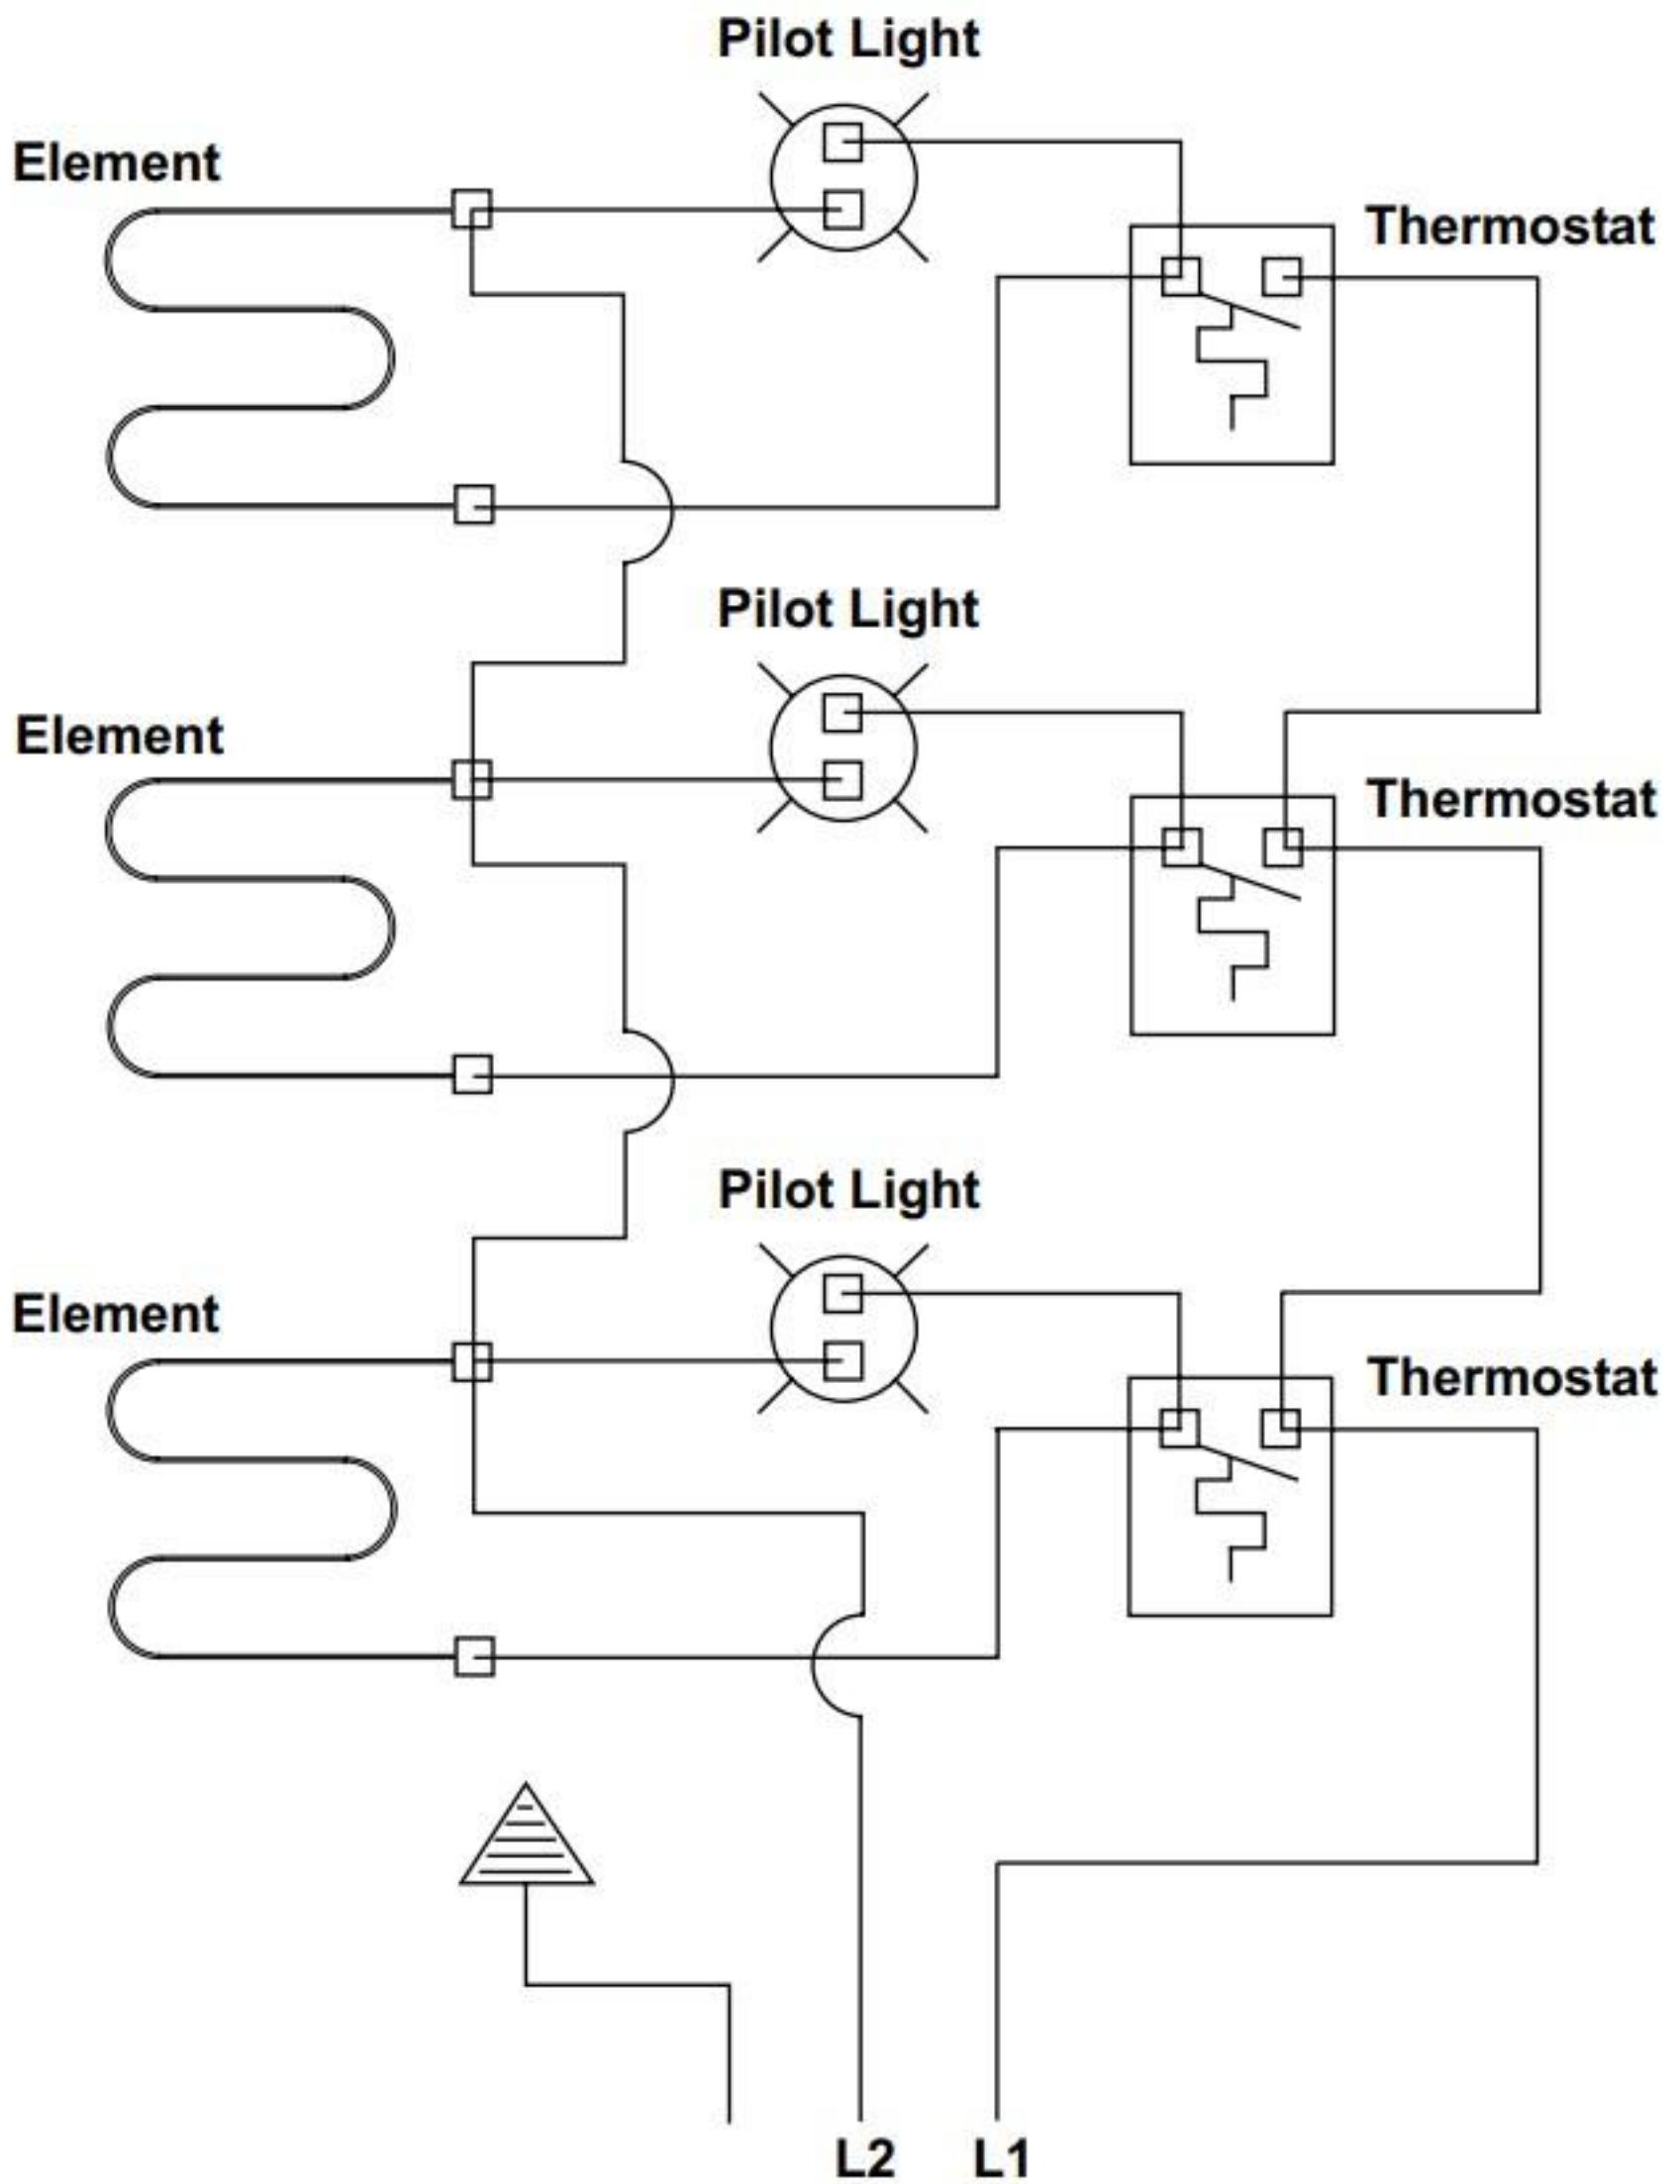 Pilot Light
Element
Thermostat
Pilot Light
Element
Thermostat
Pilot Light
Element
Thermostat
L2 L1